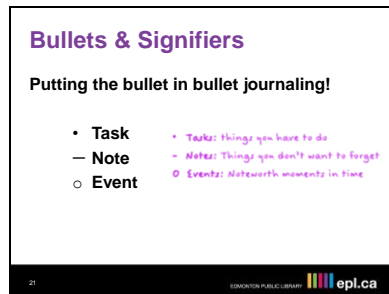 Bullets & Signifiers
Putting the bullet in bullet journaling!
• Task
– Note
○ Event
• Tasks: things you have to do
- Notes: Things you don't want to forget
O Events: Noteworth moments in time
21
EDMONTON PUBLIC LIBRARY epl.ca